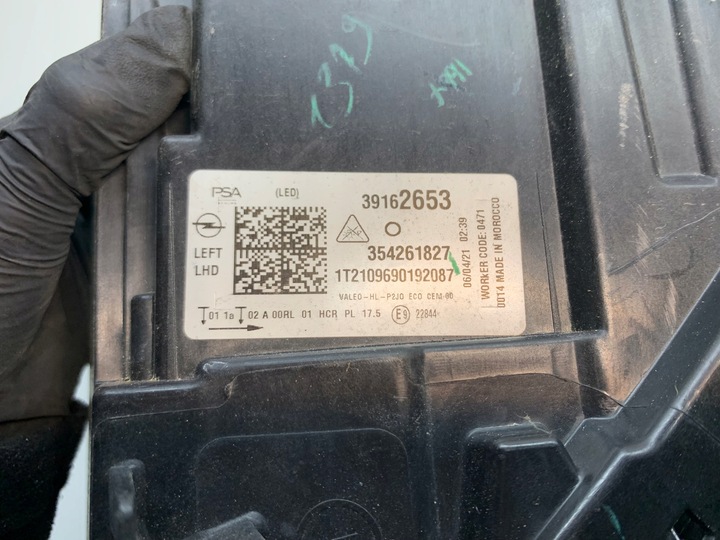 1379
PSA
(LED)
39162653
LEFT
LHD
354261827
1T2109690192087
VALEO-HL-P2JO ECO CEM 00
01 1a 02 A 00RL 01 HCR PL 17.5 E9 22844
06/04/21 02:39
WORKER CODE:0471
0014 MADE IN MOROCCO